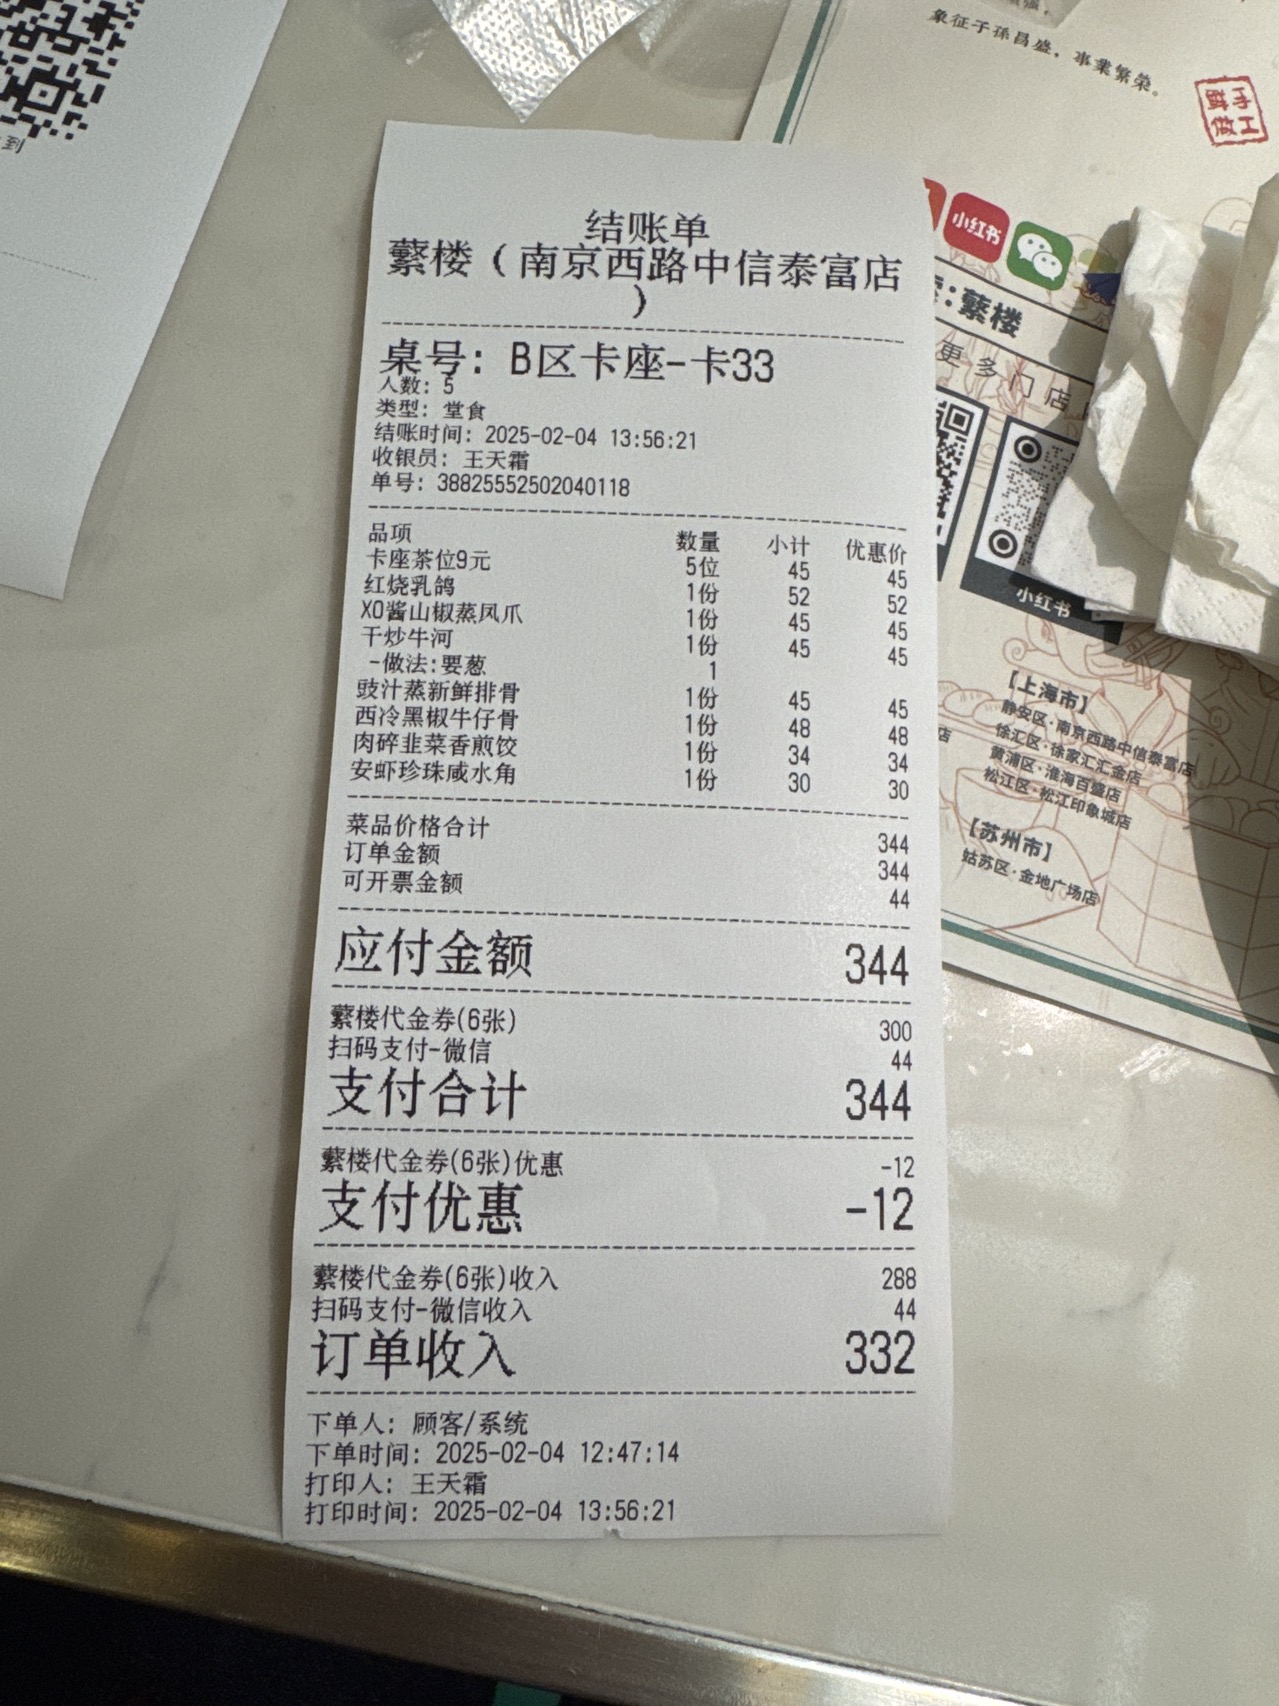 到
象征于孫昌盛，事業繁榮。
手工
鮮做
小红书
:蘩楼
更多门店
小红书
【上海市】
静安区·南京西路中信泰富店
徐汇区·徐家汇汇金店
黄浦区·淮海百盛店
松江区·松江印象城店
【苏州市】
姑苏区·金地广场店
店
结账单
蘩楼（南京西路中信泰富店
）
桌号: B区卡座-卡33
人数: 5
类型: 堂食
结账时间: 2025-02-04 13:56:21
收银员: 王天霜
单号: 38825552502040118
品项 数量 小计 优惠价
卡座茶位9元 5位 45 45
红烧乳鸽 1份 52 52
XO酱山椒蒸凤爪 1份 45 45
干炒牛河 1份 45 45
-做法:要葱 1
豉汁蒸新鲜排骨 1份 45 45
西冷黑椒牛仔骨 1份 48 48
肉碎韭菜香煎饺 1份 34 34
安虾珍珠咸水角 1份 30 30
菜品价格合计 344
订单金额 344
可开票金额 44
应付金额 344
蘩楼代金券(6张) 300
扫码支付-微信 44
支付合计 344
蘩楼代金券(6张)优惠 -12
支付优惠 -12
蘩楼代金券(6张)收入 288
扫码支付-微信收入 44
订单收入 332
下单人: 顾客/系统
下单时间: 2025-02-04 12:47:14
打印人: 王天霜
打印时间: 2025-02-04 13:56:21